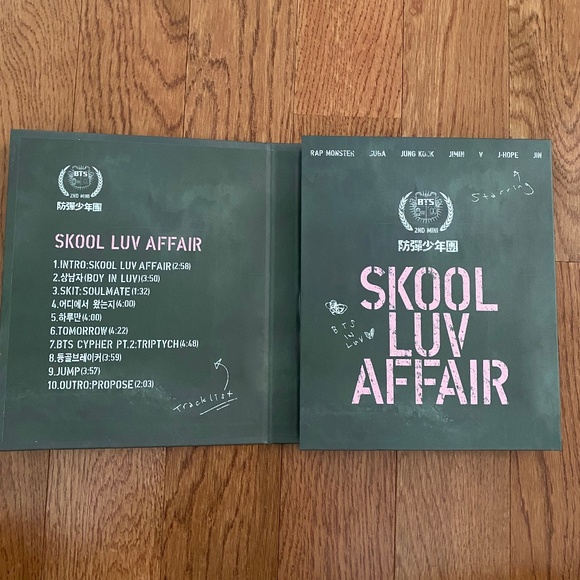 BTS
2ND MINI
防彈少年團
SKOOL LUV AFFAIR
1.INTRO:SKOOL LUV AFFAIR(2:58)
2.상남자(BOY IN LUV)(3:50)
3.SKIT:SOULMATE(1:32)
4.어디에서 왔는지(4:00)
5.하루만(4:00)
6.TOMORROW(4:22)
7.BTS CYPHER PT.2:TRIPTYCH(4:48)
8.등골브레이커(3:59)
9.JUMP(3:57)
10.OUTRO:PROPOSE(2:03)
Tracklist
RAP MONSTER SUGA JUNG KOOK JIMIN V J-HOPE JIN
Starring
BTS
2ND MINI
防彈少年團
SKOOL
LUV
AFFAIR
BTS
IN
LUV